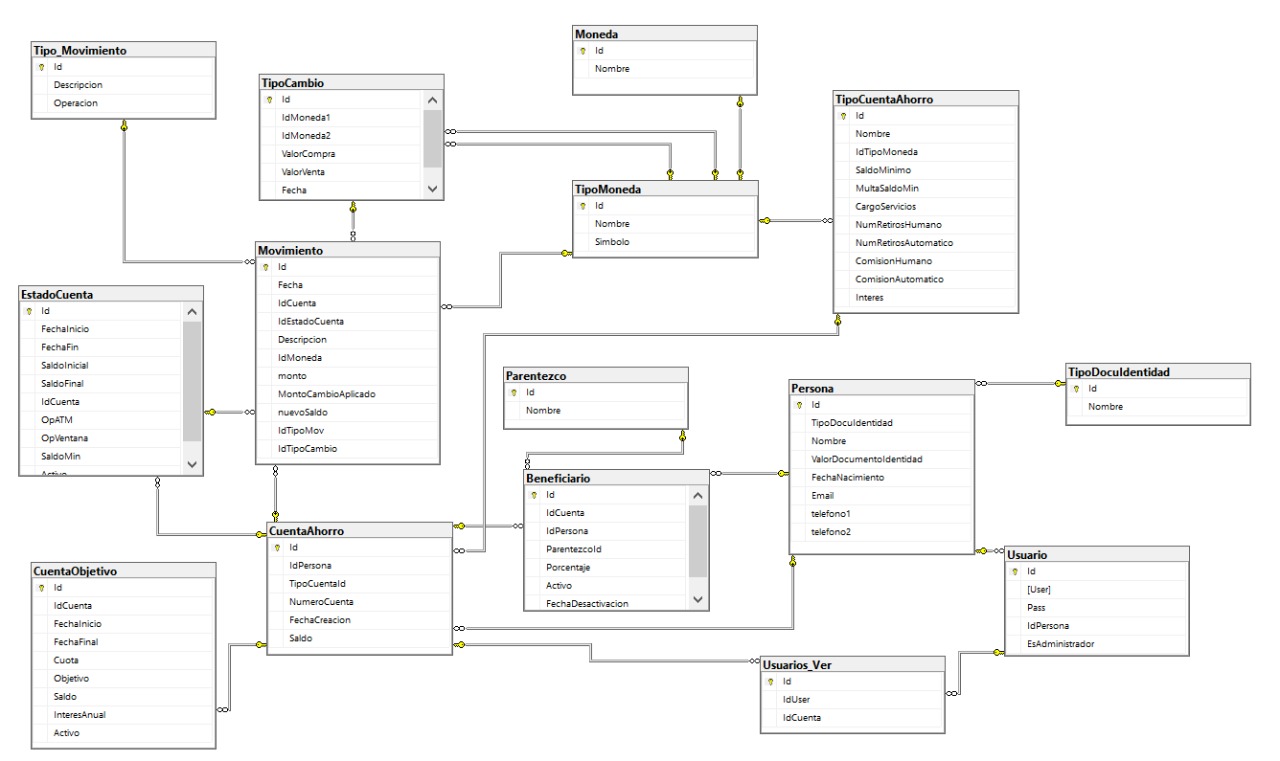 Tipo_Movimiento
Id
Descripcion
Operacion
TipoCambio
Id
IdMoneda1
IdMoneda2
ValorCompra
ValorVenta
Fecha
Moneda
Id
Nombre
TipoCuentaAhorro
Id
Nombre
IdTipoMoneda
SaldoMinimo
MultaSaldoMin
CargoServicios
NumRetirosHumano
NumRetirosAutomatico
ComisionHumano
ComisionAutomatico
Interes
TipoMoneda
Id
Nombre
Simbolo
Movimiento
Id
Fecha
IdCuenta
IdEstadoCuenta
Descripcion
IdMoneda
monto
MontoCambioAplicado
nuevoSaldo
IdTipoMov
IdTipoCambio
EstadoCuenta
Id
FechaInicio
FechaFin
SaldoInicial
SaldoFinal
IdCuenta
OpATM
OpVentana
SaldoMin
Activo
Parentezco
Id
Nombre
Persona
Id
TipoDocuIdentidad
Nombre
ValorDocumentoIdentidad
FechaNacimiento
Email
telefono1
telefono2
TipoDocuIdentidad
Id
Nombre
Beneficiario
Id
IdCuenta
IdPersona
ParentezcoId
Porcentaje
Activo
FechaDesactivacion
CuentaAhorro
Id
IdPersona
TipoCuentaId
NumeroCuenta
FechaCreacion
Saldo
Usuario
Id
[User]
Pass
IdPersona
EsAdministrador
CuentaObjetivo
Id
IdCuenta
FechaInicio
FechaFinal
Cuota
Objetivo
Saldo
InteresAnual
Activo
Usuarios_Ver
Id
IdUser
IdCuenta